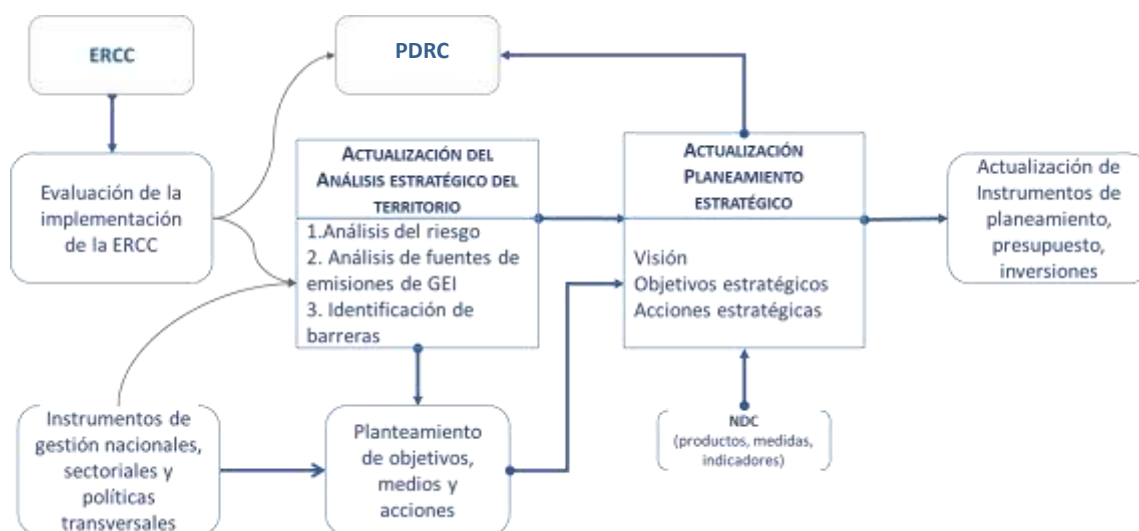 ERCC
PDRC
Evaluación de la
implementación
de la ERCC
ACTUALIZACIÓN DEL
ANÁLISIS ESTRATÉGICO DEL
TERRITORIO
1.Análisis del riesgo
2. Análisis de fuentes de
emisiones de GEI
3. Identificación de
barreras
ACTUALIZACIÓN
PLANEAMIENTO
ESTRATÉGICO
Visión
Objetivos estratégicos
Acciones estratégicas
Actualización de
Instrumentos de
planeamiento,
presupuesto,
inversiones
Instrumentos de
gestión nacionales,
sectoriales y
políticas
transversales
Planteamiento
de objetivos,
medios y
acciones
NDC
(productos, medidas,
indicadores)